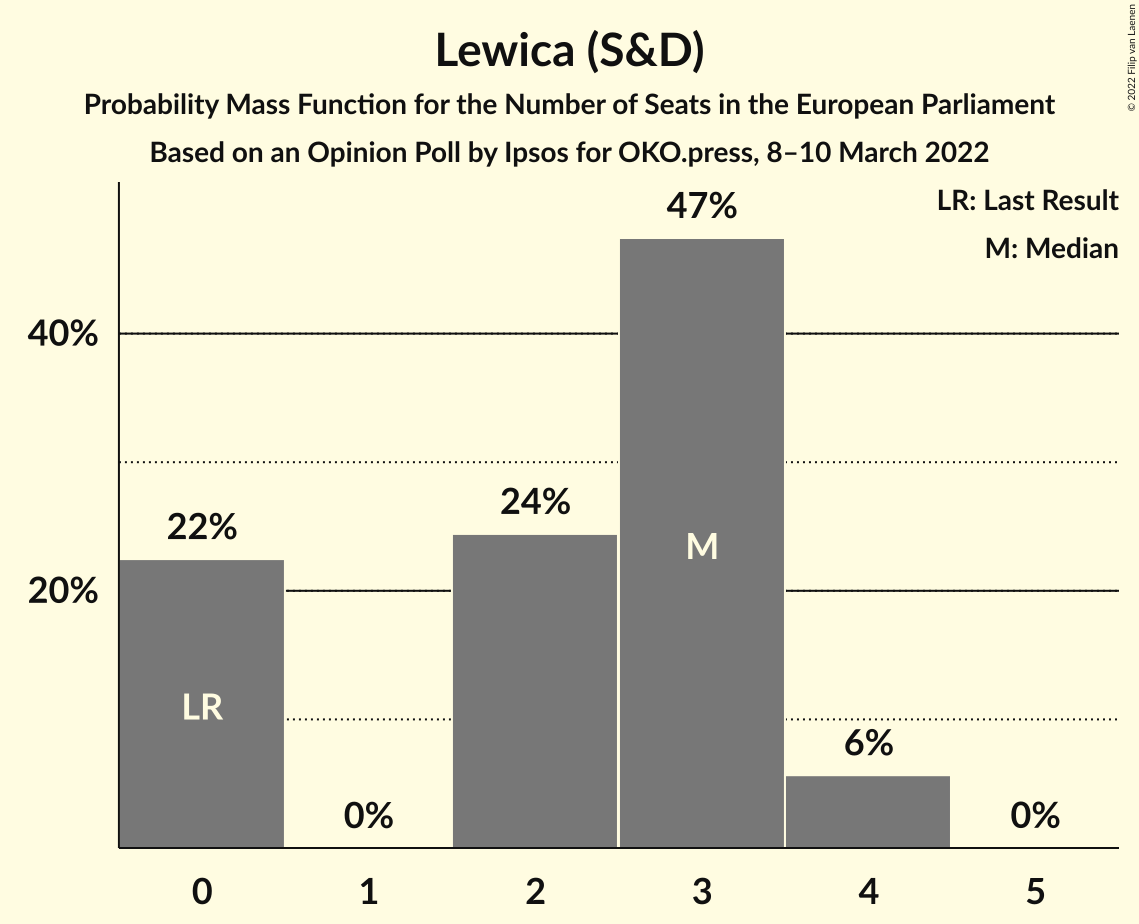 Lewica (S&D)
Probability Mass Function for the Number of Seats in the European Parliament
Based on an Opinion Poll by Ipsos for OKO.press, 8–10 March 2022
© 2022 Filip van Laenen
LR: Last Result
M: Median
47%
40%
24%
22%
M
20%
LR
6%
0%
0%
0 1 2 3 4 5